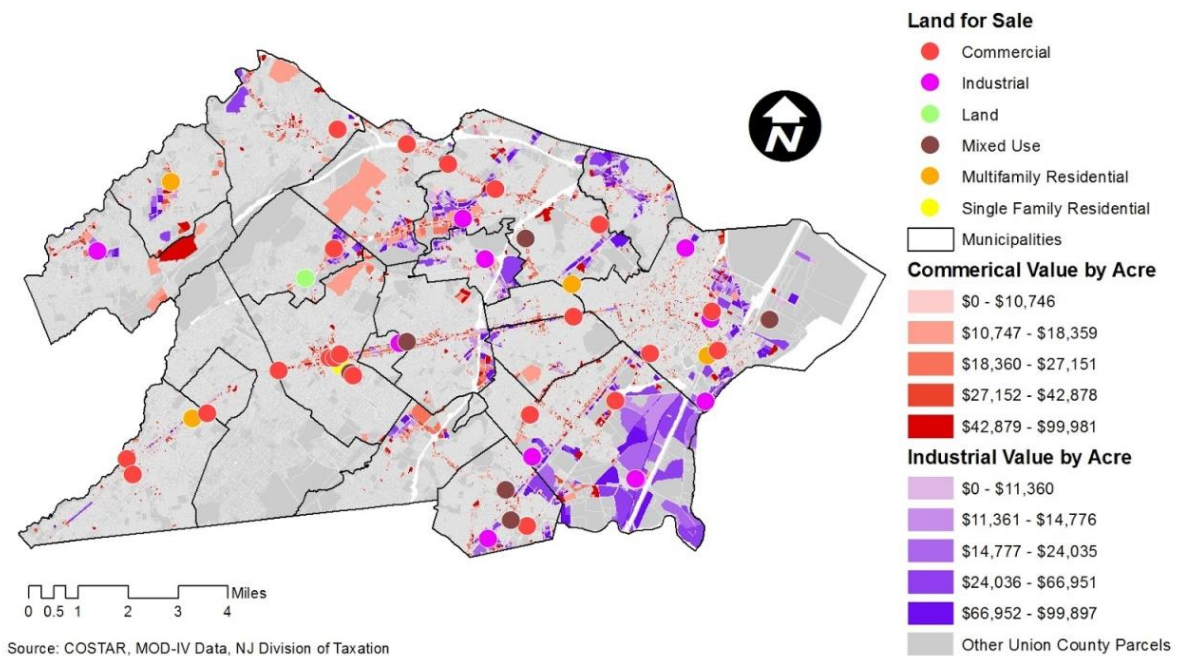 Land for Sale
Commercial
Industrial
Land
Mixed Use
Multifamily Residential
Single Family Residential
Municipalities
Commerical Value by Acre
$0 - $10,746
$10,747 - $18,359
$18,360 - $27,151
$27,152 - $42,878
$42,879 - $99,981
Industrial Value by Acre
$0 - $11,360
$11,361 - $14,776
$14,777 - $24,035
$24,036 - $66,951
$66,952 - $99,897
Other Union County Parcels
N
Miles
0 0.5 1 2 3 4
Source: COSTAR, MOD-IV Data, NJ Division of Taxation